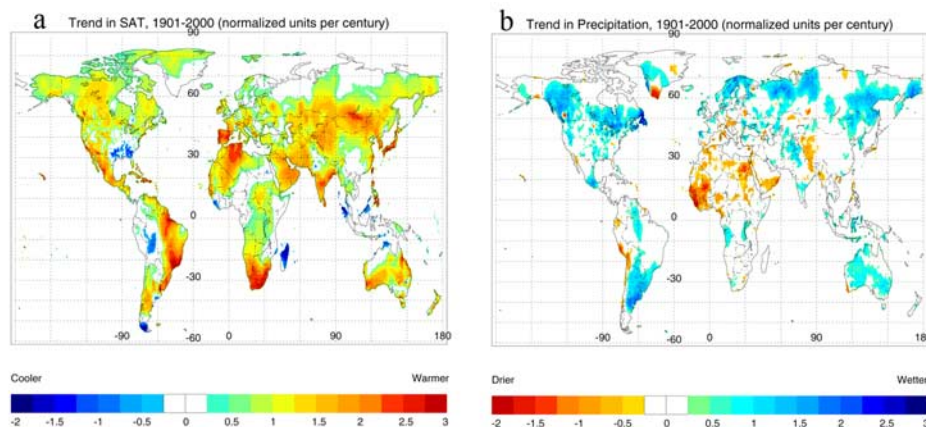 a
Trend in SAT, 1901-2000 (normalized units per century)
90
60
30
0
-30
-60
-90
0
90
180
Cooler
Warmer
-2 -1.5 -1 -0.5 0 0.5 1 1.5 2 2.5 3
b
Trend in Precipitation, 1901-2000 (normalized units per century)
90
60
30
0
-30
-60
-90
0
90
180
Drier
Wetter
-2 -1.5 -1 -0.5 0 0.5 1 1.5 2 2.5 3